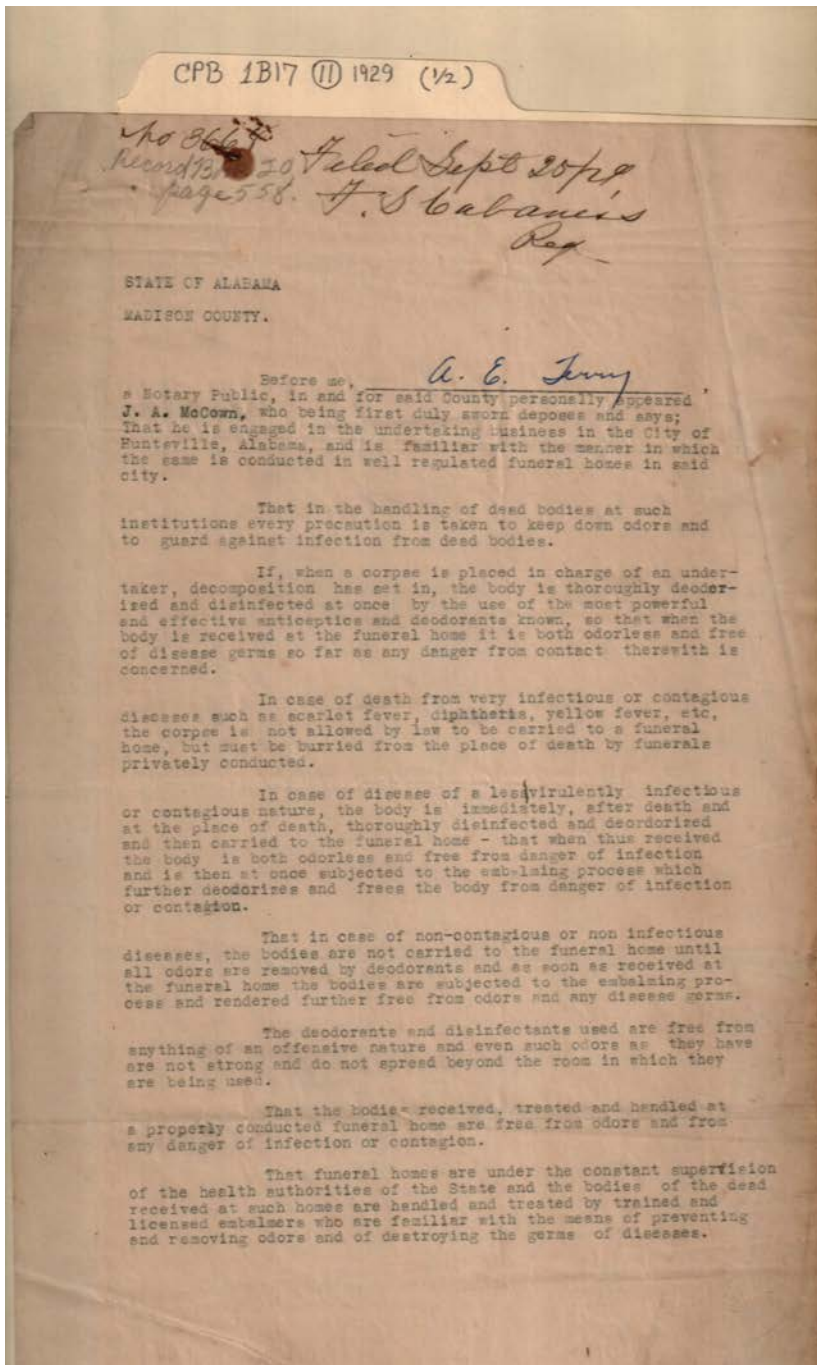 CPB 1B17 (11) 1929 (1/2)
No 866
Record 20
page 558.
Filed Sept 20/29
F. S Cabaniss
Reg
STATE OF ALABAMA
MADISON COUNTY.
Before me, A. E. Terry,
a Notary Public, in and for said County personally appeared
J. A. McCown, who being first duly sworn deposes and says;
That he is engaged in the undertaking business in the City of
Huntsville, Alabama, and is familiar with the manner in which
the same is conducted in well regulated funeral homes in said
city.
That in the handling of dead bodies at such
institutions every precaution is taken to keep down odors and
to guard against infection from dead bodies.
If, when a corpse is placed in charge of an under-
taker, decomposition has set in, the body is thoroughly deoder-
ized and disinfected at once by the use of the most powerful
and effective anticeptics and deodorants known, so that when the
body is received at the funeral home it is both odorless and free
of disease germs so far as any danger from contact therewith is
concerned.
In case of death from very infectious or contagious
diseases such as scarlet fever, diphtheria, yellow fever, etc,
the corpse is not allowed by law to be carried to a funeral
home, but must be burried from the place of death by funerals
privately conducted.
In case of disease of a less virulently infectious
or contagious nature, the body is immediately, after death and
at the place of death, thoroughly disinfected and deordorized
and then carried to the funeral home - that when thus received
the body is both odorless and free from danger of infection
and is then at once subjected to the embalming process which
further deodorizes and frees the body from danger of infection
or contagion.
That in case of non-contagious or non infectious
diseases, the bodies are not carried to the funeral home until
all odors are removed by deodorants and as soon as received at
the funeral home the bodies are subjected to the embalming pro-
cess and rendered further free from odors and any disease germs.
The deodorants and disinfectants used are free from
anything of an offensive nature and even such odors as they have
are not strong and do not spread beyond the room in which they
are being used.
That the bodies received, treated and handled at
a properly conducted funeral home are free from odors and from
any danger of infection or contagion.
That funeral homes are under the constant supervision
of the health authorities of the State and the bodies of the dead
received at such homes are handled and treated by trained and
licensed embalmers who are familiar with the means of preventing
and removing odors and of destroying the germs of diseases.